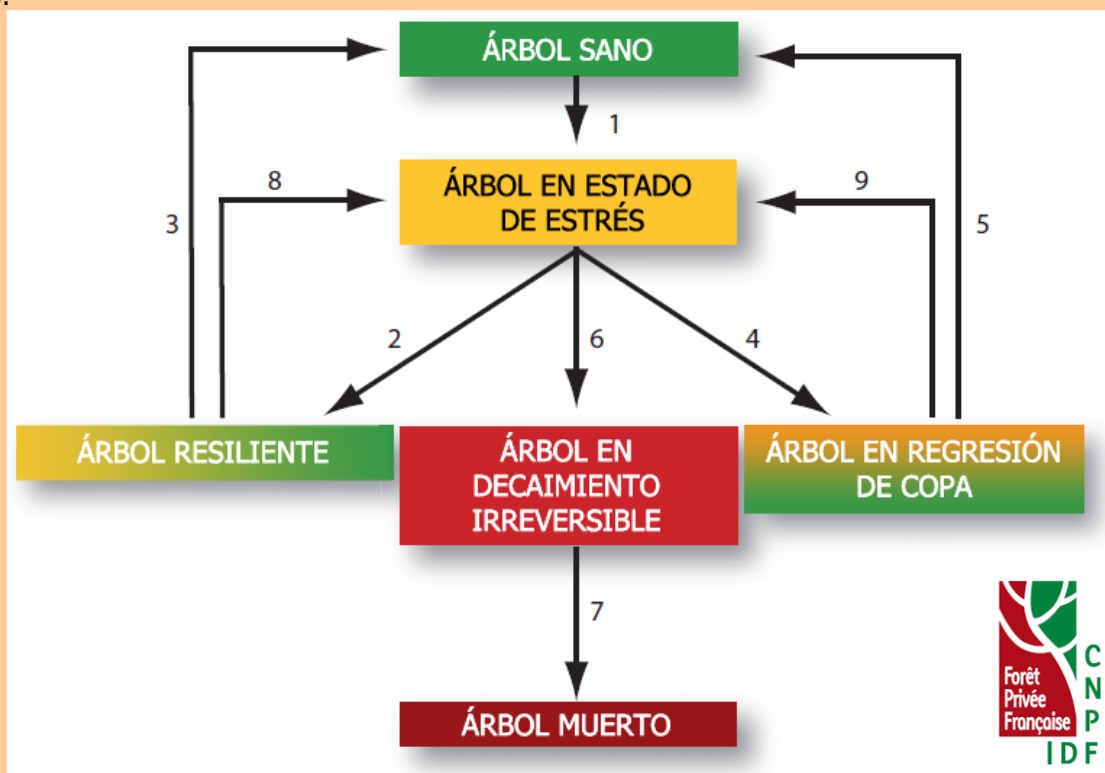 ÁRBOL SANO
1
ÁRBOL EN ESTADO
DE ESTRÉS
8
9
3
5
2
6
4
ÁRBOL RESILIENTE
ÁRBOL EN
DECAIMIENTO
IRREVERSIBLE
ÁRBOL EN REGRESIÓN
DE COPA
7
ÁRBOL MUERTO
Forêt
Privée
Française
CNPF
IDF